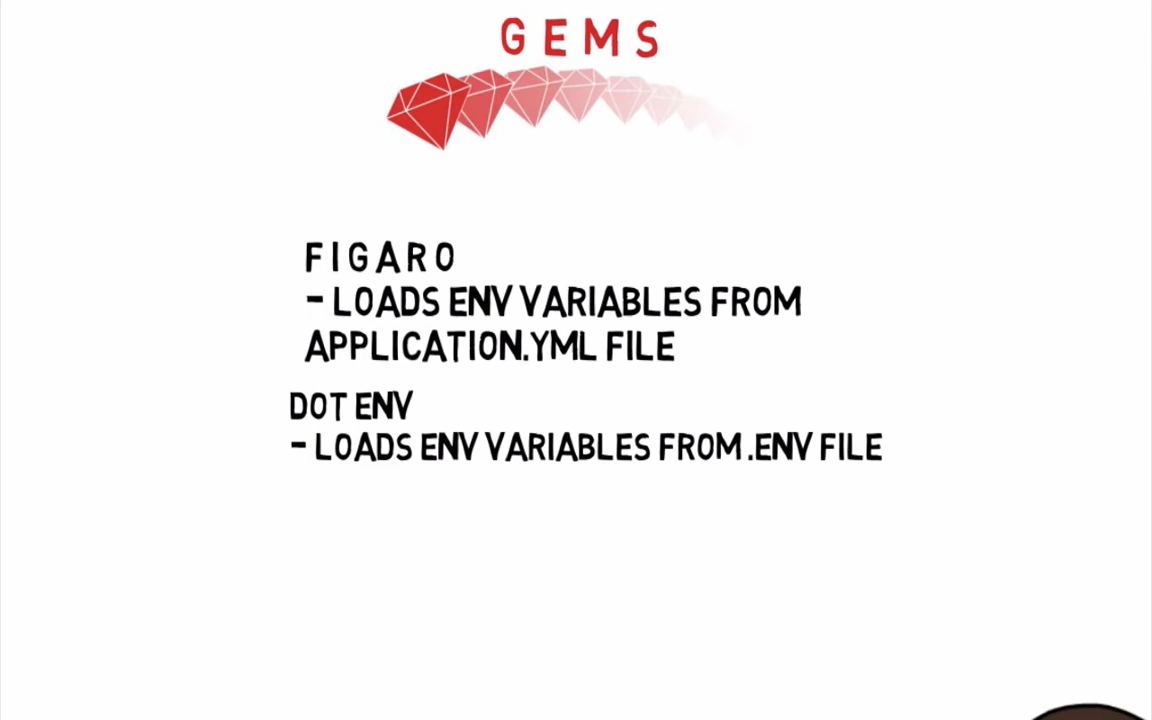 GEMS
FIGARO
- LOADS ENV VARIABLES FROM
APPLICATION.YML FILE
DOT ENV
- LOADS ENV VARIABLES FROM .ENV FILE